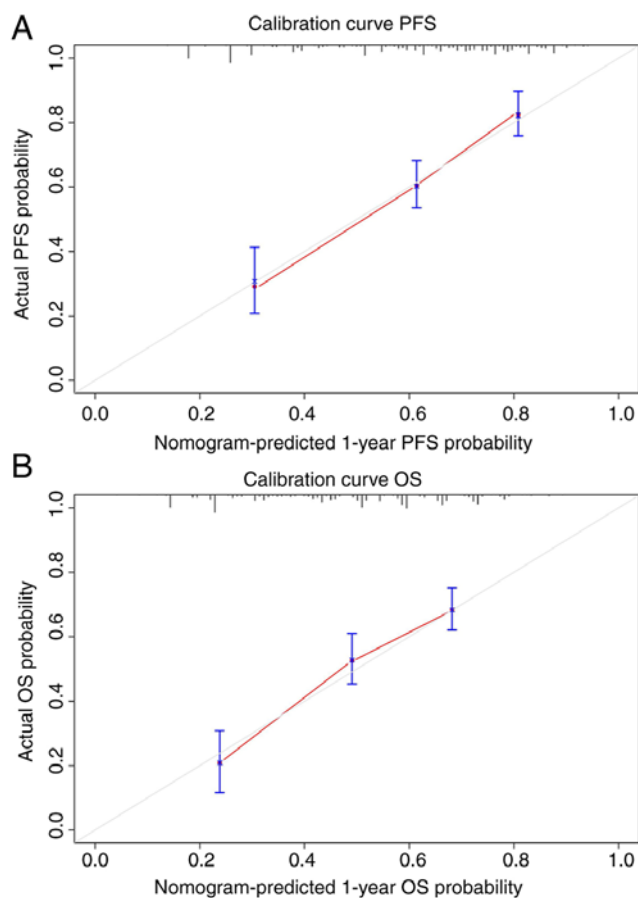 A
Calibration curve PFS
Actual PFS probability
1.0
0.8
0.6
0.4
0.2
0.0
0.0 0.2 0.4 0.6 0.8 1.0
Nomogram-predicted 1-year PFS probability
B
Calibration curve OS
Actual OS probability
1.0
0.8
0.6
0.4
0.2
0.0
0.0 0.2 0.4 0.6 0.8 1.0
Nomogram-predicted 1-year OS probability